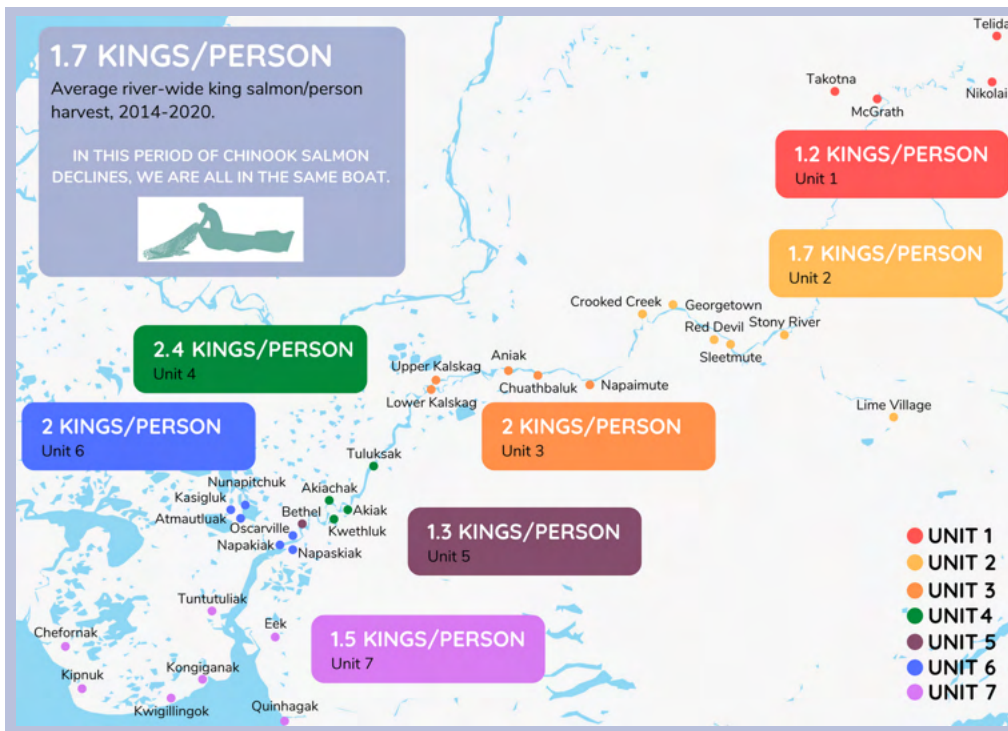 1.7 KINGS/PERSON
Average river-wide king salmon/person
harvest, 2014-2020.
IN THIS PERIOD OF CHINOOK SALMON
DECLINES, WE ARE ALL IN THE SAME BOAT.
Telida
Takotna
McGrath
Nikolai
1.2 KINGS/PERSON
Unit 1
1.7 KINGS/PERSON
Unit 2
Crooked Creek
Georgetown
Red Devil
Stony River
Sleetmute
2.4 KINGS/PERSON
Unit 4
Upper Kalskag
Aniak
Lower Kalskag
Chuathbaluk
Napaimute
Lime Village
2 KINGS/PERSON
Unit 6
2 KINGS/PERSON
Unit 3
Tuluksak
Nunapitchuk
Kasigluk
Akiachak
Atmautluak
Bethel
Akiak
Oscarville
Kwethluk
Napakiak
Napaskiak
1.3 KINGS/PERSON
Unit 5
Tuntutuliak
Eek
Chefornak
1.5 KINGS/PERSON
Unit 7
Kipnuk
Kongiganak
Kwigillingok
Quinhagak
UNIT 1
UNIT 2
UNIT 3
UNIT 4
UNIT 5
UNIT 6
UNIT 7